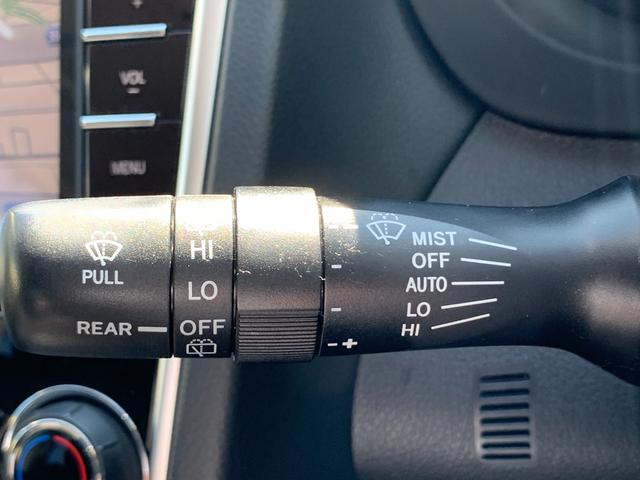 +
VOL
-
MENU
PULL
REAR
HI
LO
OFF
- +
MIST
OFF
AUTO
LO
HI